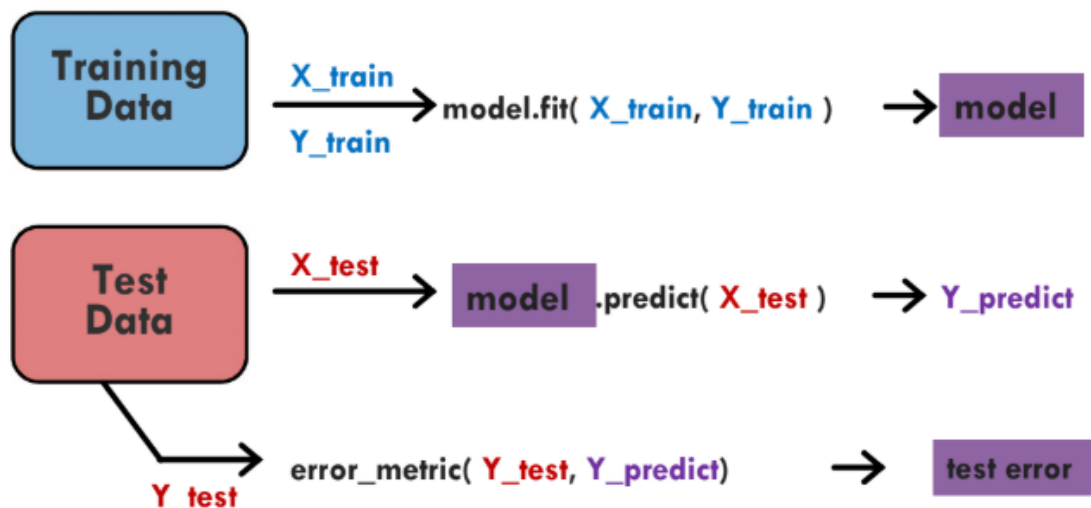 Training
Data
X_train
Y_train
model.fit( X_train, Y_train )
model
Test
Data
X_test
model .predict( X_test )
Y_predict
Y_test
error_metric( Y_test, Y_predict)
test error